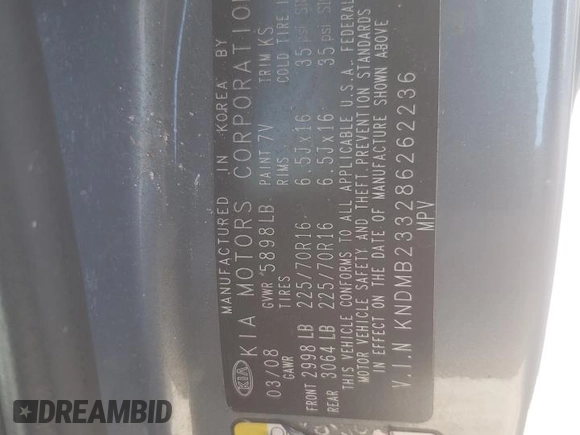 KIA
MANUFACTURED IN KOREA BY
KIA MOTORS CORPORATION
03/08 GVWR 5898LB PAINT 7V TRIM KS
GAWR TIRES RIMS COLD TIRE
FRONT 2998 LB 225/70R16 6.5Jx16 35 psi
REAR 3064 LB 225/70R16 6.5Jx16 35 psi
THIS VEHICLE CONFORMS TO ALL APPLICABLE U.S.A. FEDERAL
MOTOR VEHICLE SAFETY AND THEFT PREVENTION STANDARDS
IN EFFECT ON THE DATE OF MANUFACTURE SHOWN ABOVE
V.I.N KNDMB233286262236
MPV
DREAMBID